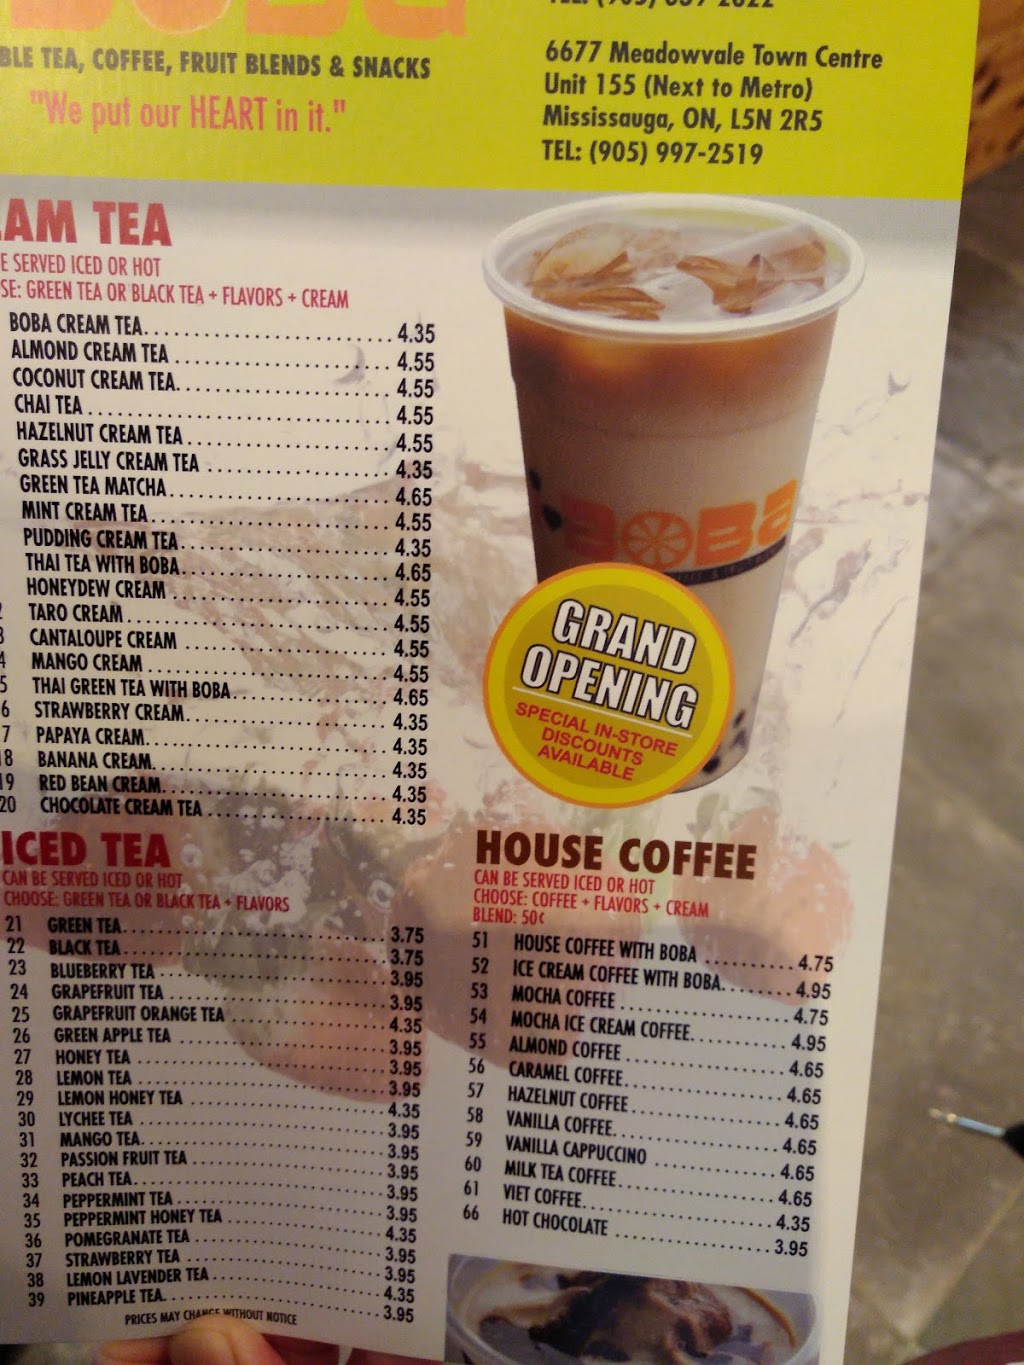 BOBA
BLE TEA, COFFEE, FRUIT BLENDS & SNACKS
"We put our HEART in it."
6677 Meadowvale Town Centre
Unit 155 (Next to Metro)
Mississauga, ON, L5N 2R5
TEL: (905) 997-2519
EAM TEA
E SERVED ICED OR HOT
SE: GREEN TEA OR BLACK TEA + FLAVORS + CREAM
BOBA CREAM TEA 4.35
ALMOND CREAM TEA 4.55
COCONUT CREAM TEA 4.55
CHAI TEA 4.55
HAZELNUT CREAM TEA 4.55
GRASS JELLY CREAM TEA 4.35
GREEN TEA MATCHA 4.65
MINT CREAM TEA 4.55
PUDDING CREAM TEA 4.35
THAI TEA WITH BOBA 4.65
HONEYDEW CREAM 4.55
2 TARO CREAM 4.55
3 CANTALOUPE CREAM 4.55
4 MANGO CREAM 4.55
5 THAI GREEN TEA WITH BOBA 4.65
6 STRAWBERRY CREAM 4.35
7 PAPAYA CREAM 4.35
18 BANANA CREAM 4.35
19 RED BEAN CREAM 4.35
20 CHOCOLATE CREAM TEA 4.35
BOBA
GRAND
OPENING
SPECIAL IN-STORE
DISCOUNTS
AVAILABLE
ICED TEA
CAN BE SERVED ICED OR HOT
CHOOSE: GREEN TEA OR BLACK TEA + FLAVORS
21 GREEN TEA 3.75
22 BLACK TEA 3.75
23 BLUEBERRY TEA 3.95
24 GRAPEFRUIT TEA 3.95
25 GRAPEFRUIT ORANGE TEA 4.35
26 GREEN APPLE TEA 3.95
27 HONEY TEA 3.95
28 LEMON TEA 3.95
29 LEMON HONEY TEA 4.35
30 LYCHEE TEA 3.95
31 MANGO TEA 3.95
32 PASSION FRUIT TEA 3.95
33 PEACH TEA 3.95
34 PEPPERMINT TEA 3.95
35 PEPPERMINT HONEY TEA 4.35
36 POMEGRANATE TEA 3.95
37 STRAWBERRY TEA 3.95
38 LEMON LAVENDER TEA 4.35
39 PINEAPPLE TEA 3.95
PRICES MAY CHANGE WITHOUT NOTICE
HOUSE COFFEE
CAN BE SERVED ICED OR HOT
CHOOSE: COFFEE + FLAVORS + CREAM
BLEND: 50¢
51 HOUSE COFFEE WITH BOBA 4.75
52 ICE CREAM COFFEE WITH BOBA 4.95
53 MOCHA COFFEE 4.75
54 MOCHA ICE CREAM COFFEE 4.95
55 ALMOND COFFEE 4.65
56 CARAMEL COFFEE 4.65
57 HAZELNUT COFFEE 4.65
58 VANILLA COFFEE 4.65
59 VANILLA CAPPUCCINO 4.65
60 MILK TEA COFFEE 4.65
61 VIET COFFEE 4.35
66 HOT CHOCOLATE 3.95